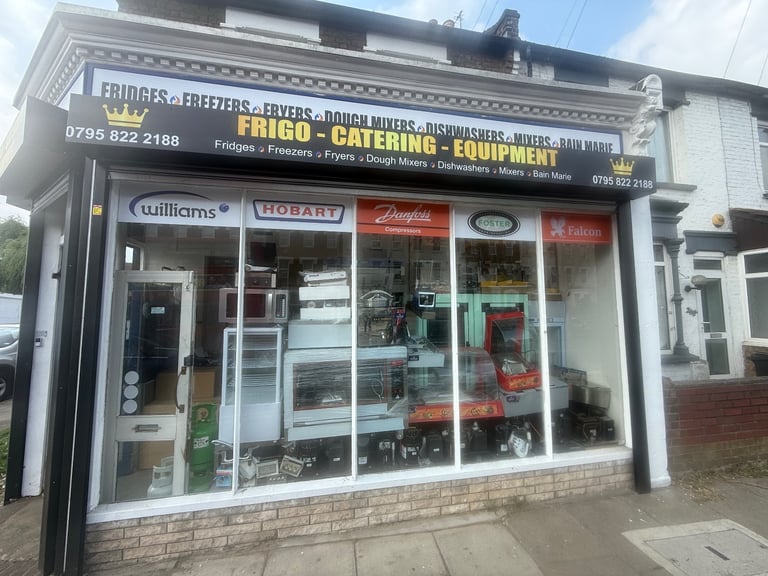 FRIDGES FREEZERS FRYERS DOUGH MIXERS DISHWASHERS MIXERS BAIN MARIE
0795 822 2188
FRIGO - CATERING - EQUIPMENT
Fridges Freezers Fryers Dough Mixers Dishwashers Mixers Bain Marie
0795 822 2188
williams
HOBART
Danfoss
Compressors
FOSTER
Falcon